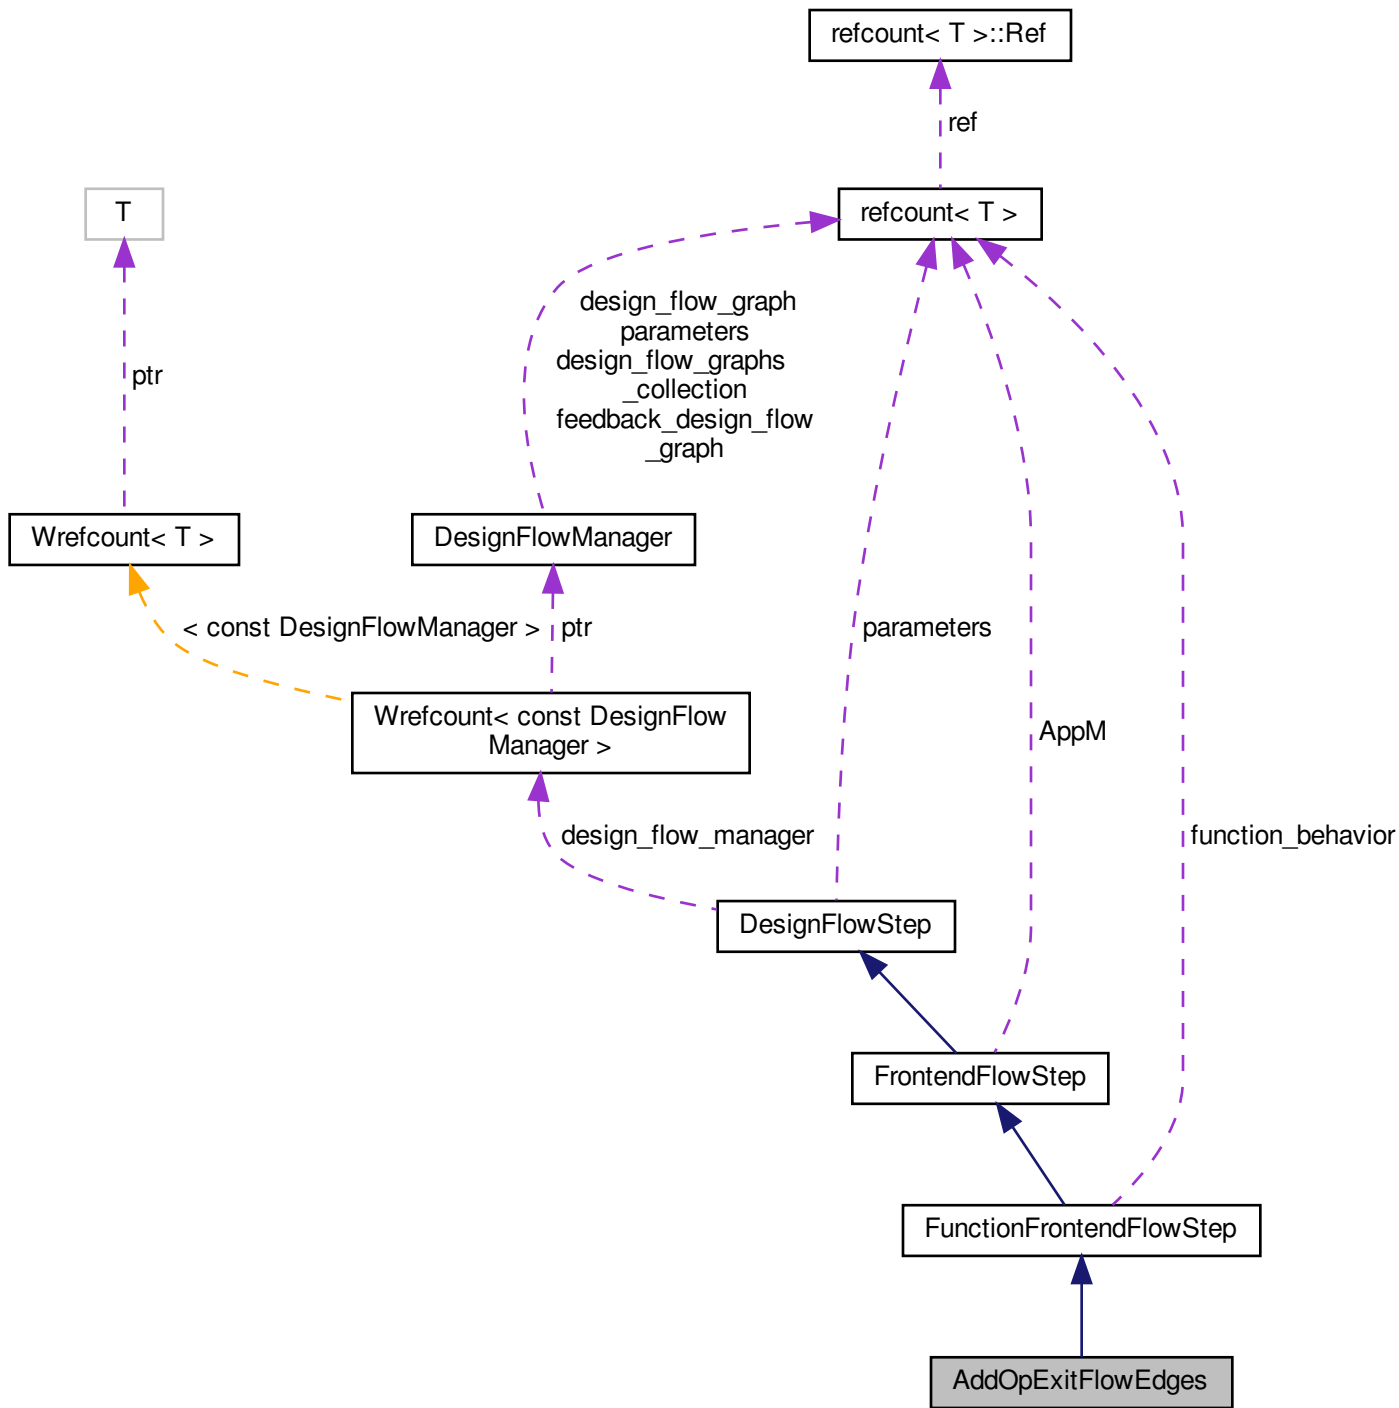 refcount< T >::Ref
ref
T
refcount< T >
design_flow_graph
parameters
design_flow_graphs
_collection
feedback_design_flow
_graph
ptr
Wrefcount< T >
DesignFlowManager
< const DesignFlowManager >
ptr
parameters
Wrefcount< const DesignFlow
Manager >
AppM
design_flow_manager
function_behavior
DesignFlowStep
FrontendFlowStep
FunctionFrontendFlowStep
AddOpExitFlowEdges